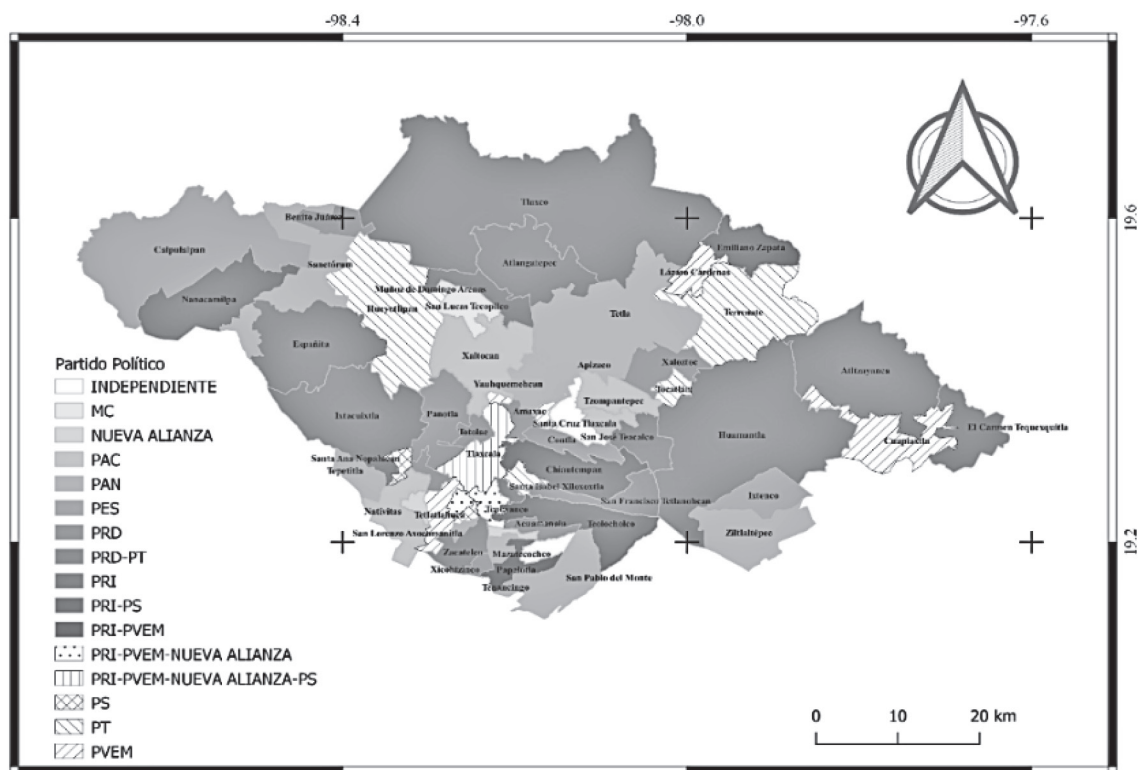 -98.4
-98.0
-97.6
19.6
19.2
Tlaxco
Benito Juárez
Calpulalpan
Sanctórum
Nanacamilpa
Atlangatepec
Emiliano Zapata
Lázaro Cárdenas
Muñoz de Domingo Arenas
Hueyotlipan
San Lucas Tecopilco
Tetla
Terrenate
Españita
Xaltocan
Apizaco
Xaloztoc
Tocatlán
Atltzayanca
Yauhquemehcan
Tzompantepec
Ixtacuixtla
Panotla
Amaxac
Santa Cruz Tlaxcala
Totolac
Contla
San José Teacalco
Huamantla
Cuapiaxtla
El Carmen Tequexquitla
Tlaxcala
Santa Ana Nopalucan
Tepetitla
Chiautempan
Santa Isabel Xiloxoxtla
San Francisco Tetlanohcan
Ixtenco
Nativitas
Tetlatlahuca
Tepeyanco
Acuamanala
Teolocholco
San Lorenzo Axocomanitla
Ziltlaltépec
Zacatelco
Mazatecochco
Xicohtzinco
Papalotla
Tenancingo
San Pablo del Monte
Partido Político
INDEPENDIENTE
MC
NUEVA ALIANZA
PAC
PAN
PES
PRD
PRD-PT
PRI
PRI-PS
PRI-PVEM
PRI-PVEM-NUEVA ALIANZA
PRI-PVEM-NUEVA ALIANZA-PS
PS
PT
PVEM
0 10 20 km